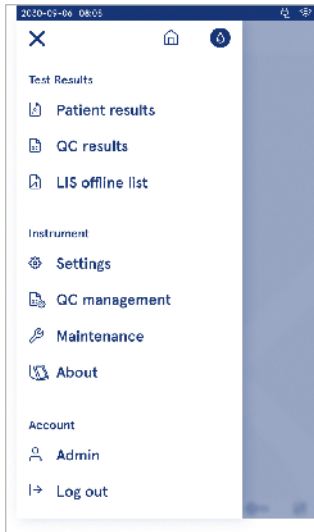 2030-09-06 08:05
Test Results
Patient results
QC results
LIS offline list
Instrument
Settings
QC management
Maintenance
About
Account
Admin
Log out